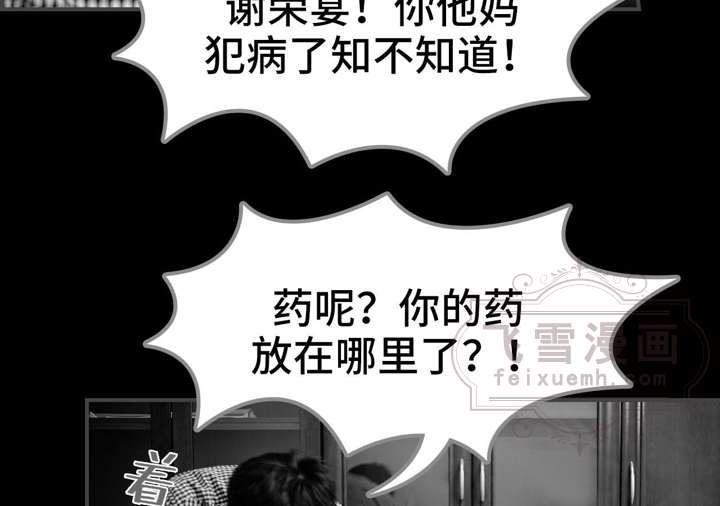 谢荣宴！你他妈
犯病了知不知道！
药呢？你的药
放在哪里了？！
飞雪漫画
feixuemh.com
着